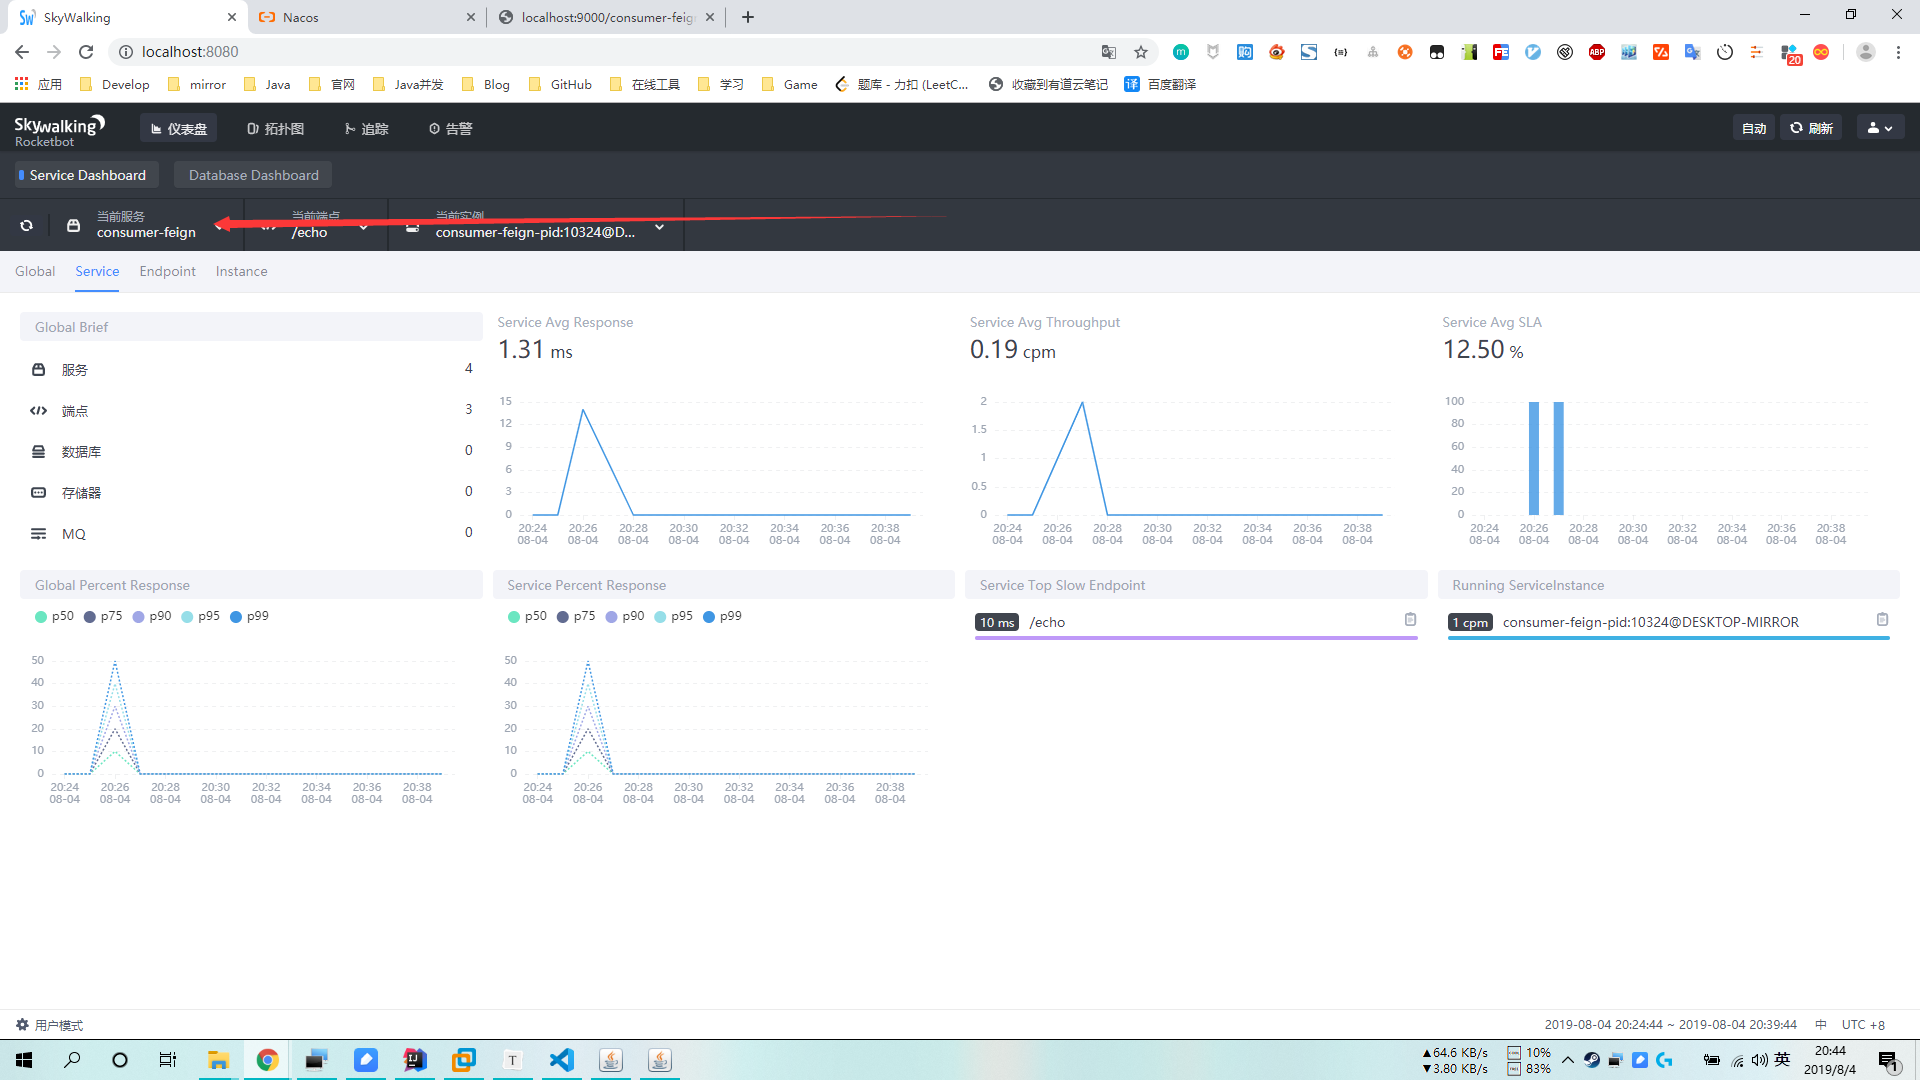 SkyWalking
Nacos
localhost:9000/consumer-feig
localhost:8080
应用 Develop mirror Java 官网 Java并发 Blog GitHub 在线工具 学习 Game 题库 - 力扣 (LeetC... 收藏到有道云笔记 百度翻译
Skywalking
Rocketbot
仪表盘 拓扑图 追踪 告警 自动 刷新
Service Dashboard Database Dashboard
当前服务 当前端点 当前实例
consumer-feign /echo consumer-feign-pid:10324@D...
Global Service Endpoint Instance
Global Brief
服务 4
端点 3
数据库 0
存储器 0
MQ 0
Service Avg Response
1.31 ms
15
12
9
6
3
0
20:24 20:26 20:28 20:30 20:32 20:34 20:36 20:38
08-04 08-04 08-04 08-04 08-04 08-04 08-04 08-04
Service Avg Throughput
0.19 cpm
2
1.5
1
0.5
0
20:24 20:26 20:28 20:30 20:32 20:34 20:36 20:38
08-04 08-04 08-04 08-04 08-04 08-04 08-04 08-04
Service Avg SLA
12.50 %
100
80
60
40
20
0
20:24 20:26 20:28 20:30 20:32 20:34 20:36 20:38
08-04 08-04 08-04 08-04 08-04 08-04 08-04 08-04
Global Percent Response
p50 p75 p90 p95 p99
50
40
30
20
10
0
20:24 20:26 20:28 20:30 20:32 20:34 20:36 20:38
08-04 08-04 08-04 08-04 08-04 08-04 08-04 08-04
Service Percent Response
p50 p75 p90 p95 p99
50
40
30
20
10
0
20:24 20:26 20:28 20:30 20:32 20:34 20:36 20:38
08-04 08-04 08-04 08-04 08-04 08-04 08-04 08-04
Service Top Slow Endpoint
10 ms /echo
Running ServiceInstance
1 cpm consumer-feign-pid:10324@DESKTOP-MIRROR
用户模式
2019-08-04 20:24:44 ~ 2019-08-04 20:39:44 中 UTC +8
▲64.6 KB/s 10%
▼3.80 KB/s 83%
英
20:44
2019/8/4
1